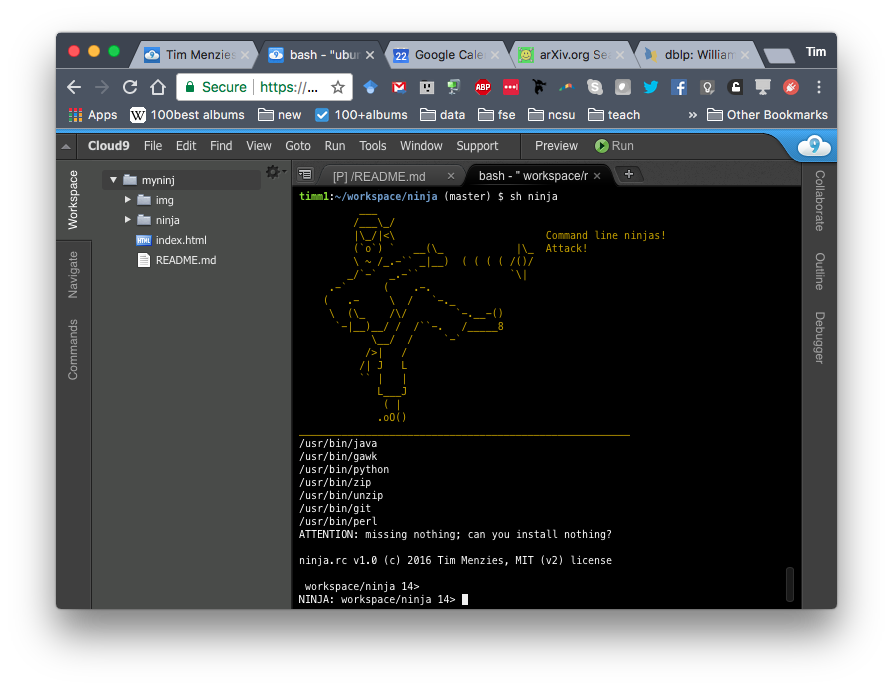 Tim Menzies
bash - "ubun
Google Cale
arXiv.org Sea
dblp: William
Tim
Secure
https://...
ABP
Apps
W 100best albums
new
100+albums
data
fse
ncsu
teach
»
Other Bookmarks
Cloud9 File Edit Find View Goto Run Tools Window Support Preview Run
9
Workspace
Navigate
Commands
myninj
img
ninja
index.html
README.md
[P] /README.md
bash - " workspace/r
Collaborate
Outline
Debugger
timm1:~/workspace/ninja (master) $ sh ninja
Command line ninjas!
Attack!
/usr/bin/java
/usr/bin/gawk
/usr/bin/python
/usr/bin/zip
/usr/bin/unzip
/usr/bin/git
/usr/bin/perl
ATTENTION: missing nothing; can you install nothing?
ninja.rc v1.0 (c) 2016 Tim Menzies, MIT (v2) license
workspace/ninja 14>
NINJA: workspace/ninja 14>